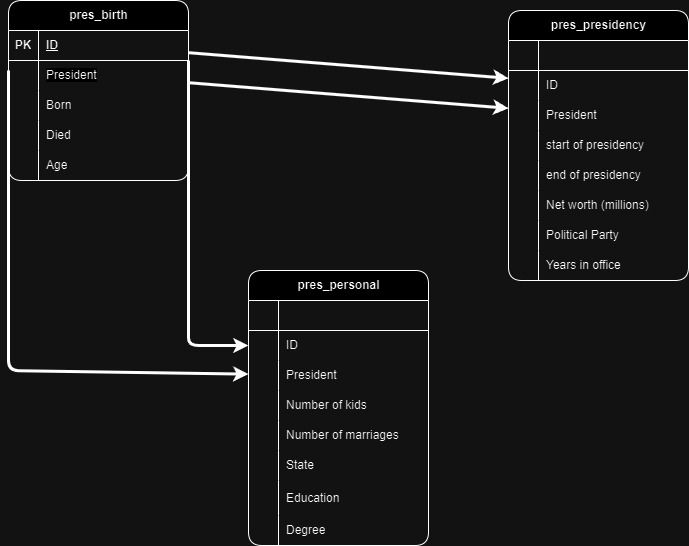 pres_birth
PK ID
President
Born
Died
Age
pres_presidency
ID
President
start of presidency
end of presidency
Net worth (millions)
Political Party
Years in office
pres_personal
ID
President
Number of kids
Number of marriages
State
Education
Degree